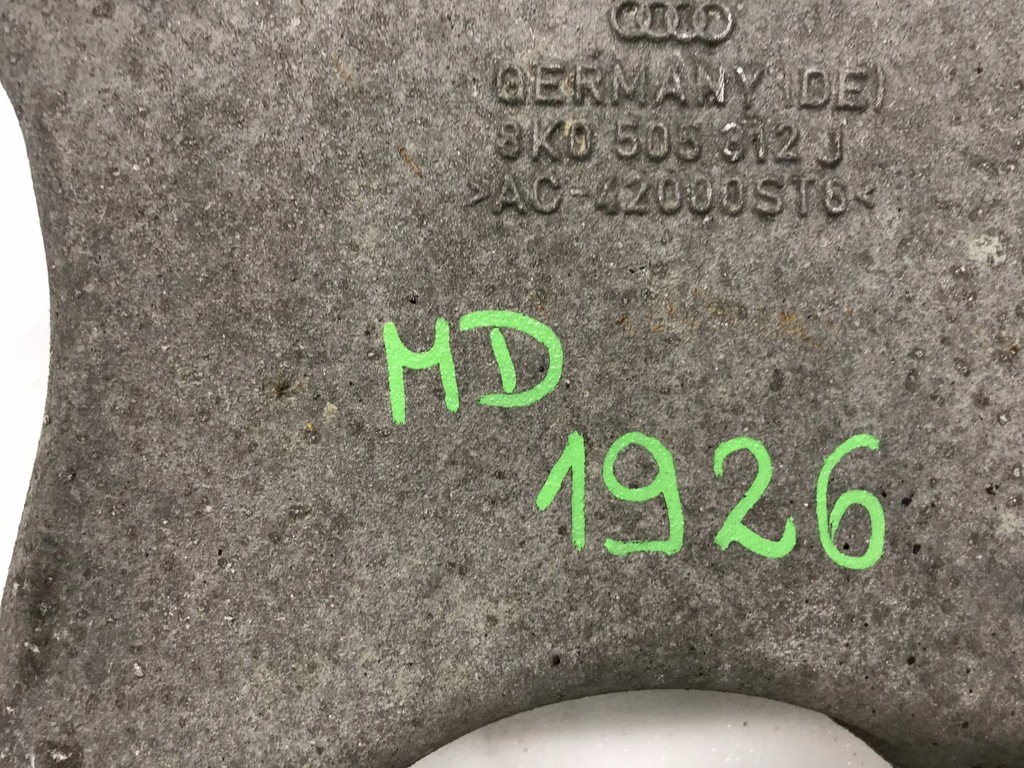 GERMANY (DE)
8K0 505 312 J
>AC-42000ST6<
MD
1926